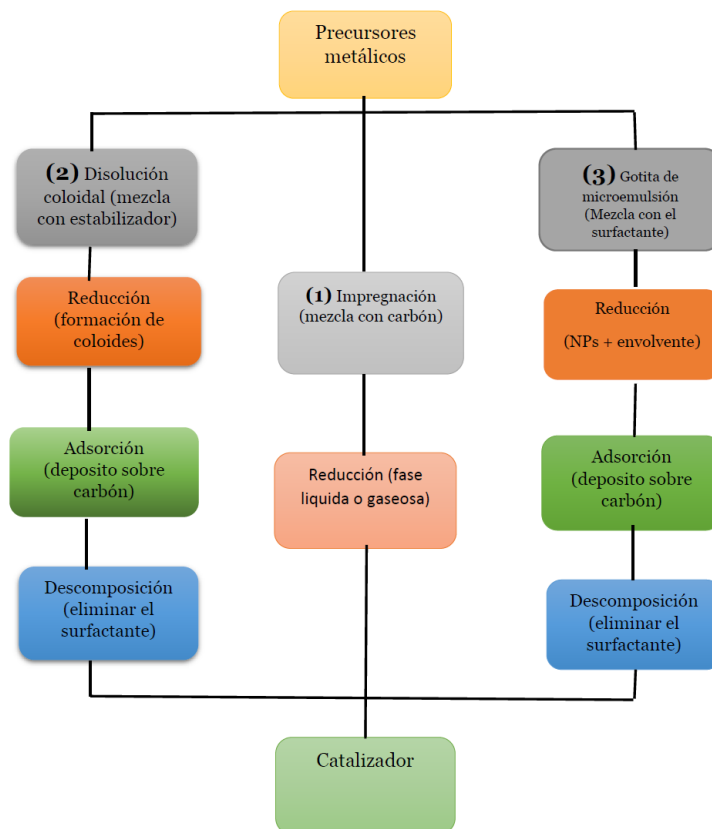 Precursores
metálicos
(2) Disolución
coloidal (mezcla
con estabilizador)
Reducción
(formación de
coloides)
Adsorción
(deposito sobre
carbón)
Descomposición
(eliminar el
surfactante)
(1) Impregnación
(mezcla con carbón)
Reducción (fase
liquida o gaseosa)
(3) Gotita de
microemulsión
(Mezcla con el
surfactante)
Reducción
(NPs + envolvente)
Adsorción
(deposito sobre
carbón)
Descomposición
(eliminar el
surfactante)
Catalizador